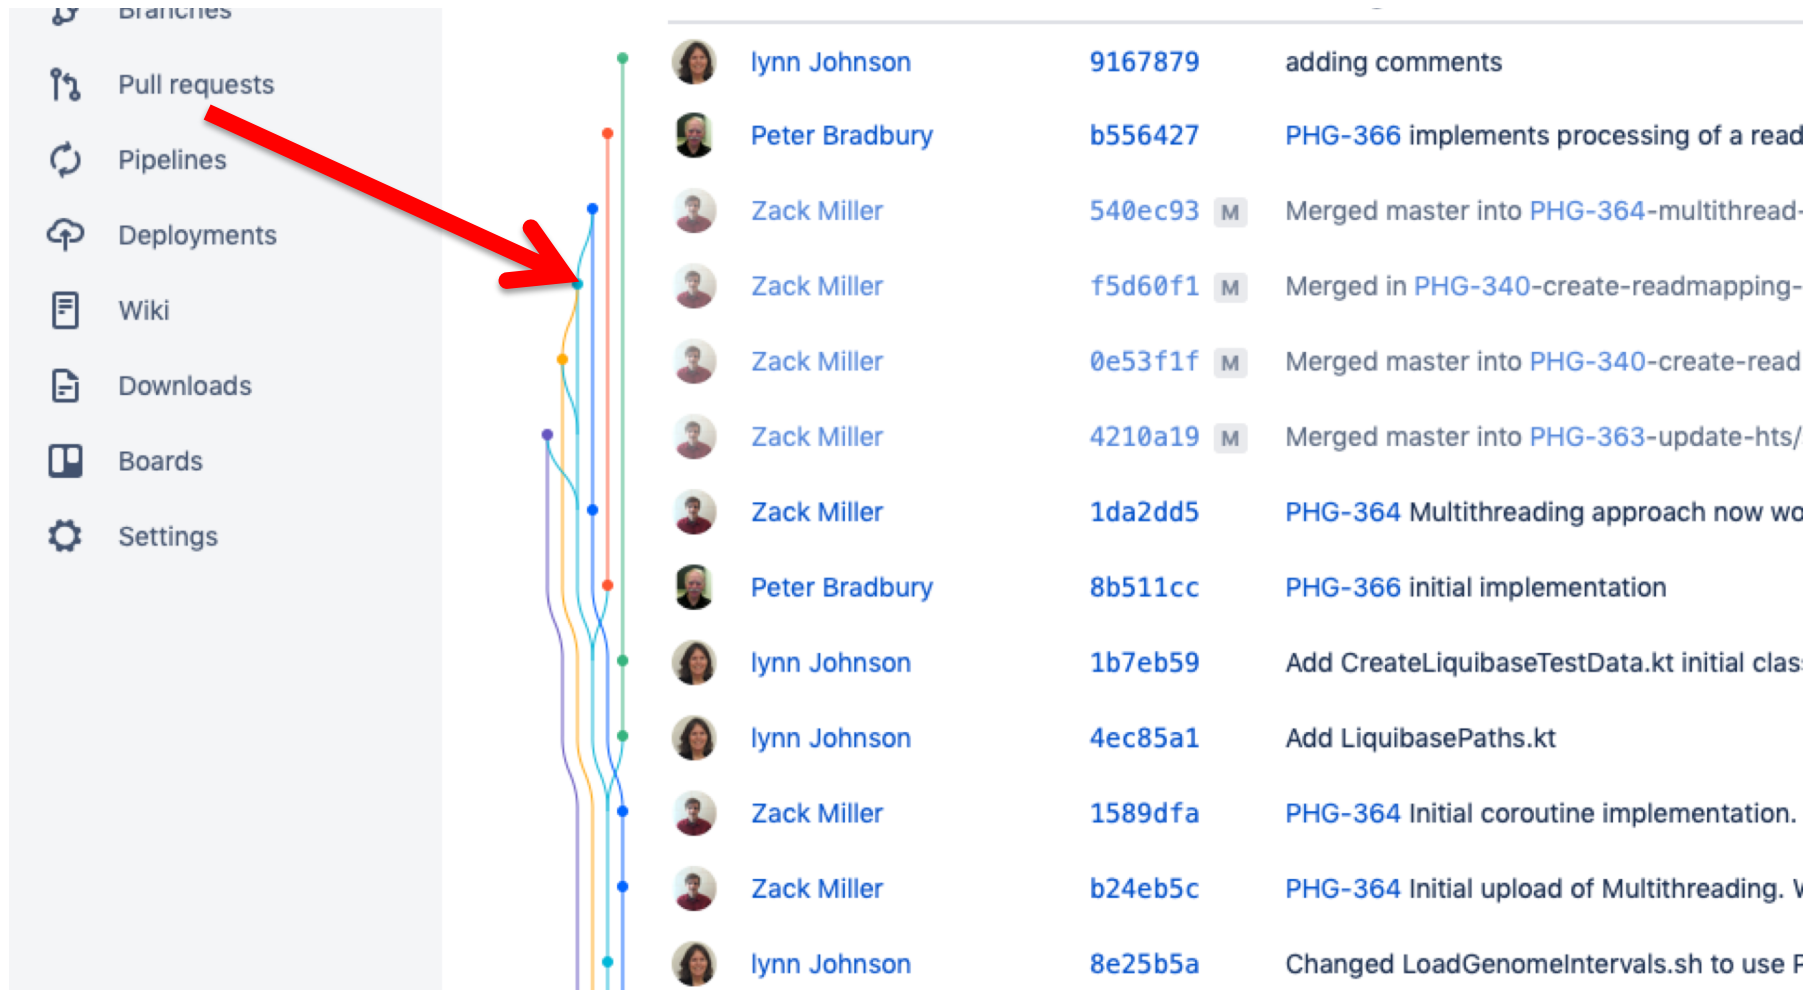 Branches
Pull requests
Pipelines
Deployments
Wiki
Downloads
Boards
Settings
lynn Johnson 9167879 adding comments
Peter Bradbury b556427 PHG-366 implements processing of a read
Zack Miller 540ec93 M Merged master into PHG-364-multithread-
Zack Miller f5d60f1 M Merged in PHG-340-create-readmapping-
Zack Miller 0e53f1f M Merged master into PHG-340-create-read
Zack Miller 4210a19 M Merged master into PHG-363-update-hts/
Zack Miller 1da2dd5 PHG-364 Multithreading approach now wo
Peter Bradbury 8b511cc PHG-366 initial implementation
lynn Johnson 1b7eb59 Add CreateLiquibaseTestData.kt initial clas
lynn Johnson 4ec85a1 Add LiquibasePaths.kt
Zack Miller 1589dfa PHG-364 Initial coroutine implementation.
Zack Miller b24eb5c PHG-364 Initial upload of Multithreading.
lynn Johnson 8e25b5a Changed LoadGenomeIntervals.sh to use